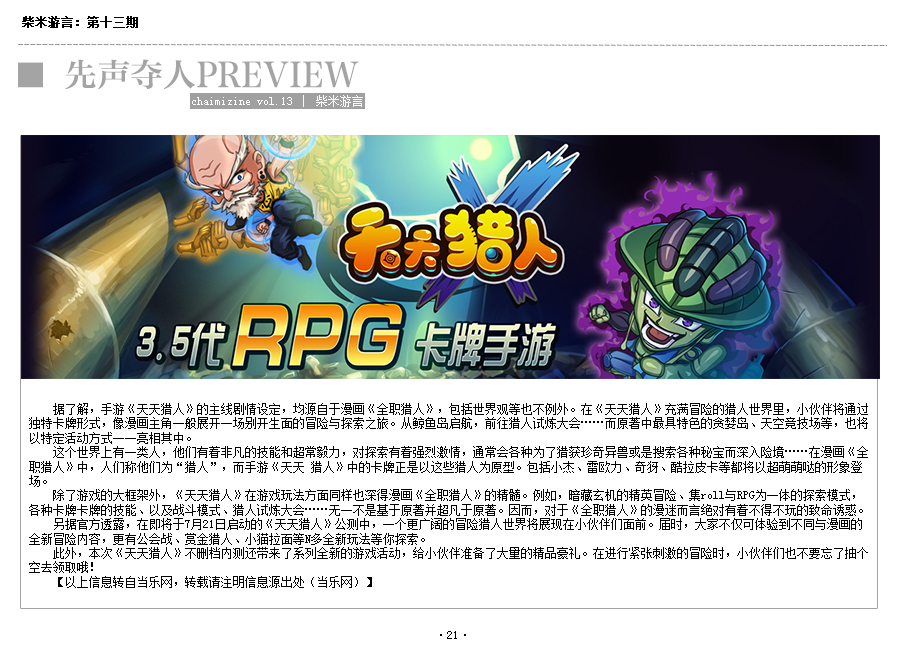 柴米游言：第十三期
先声夺人PREVIEW
chaimizine vol.13 | 柴米游言
天天猎人
3.5代RPG卡牌手游
据了解，手游《天天猎人》的主线剧情设定，均源自于漫画《全职猎人》，包括世界观等也不例外。在《天天猎人》充满冒险的猎人世界里，小伙伴将通过
独特卡牌形式，像漫画主角一般展开一场别开生面的冒险与探索之旅。从鲸鱼岛启航，前往猎人试炼大会……而原著中最具特色的贪婪岛、天空竞技场等，也将
以特定活动方式一一亮相其中。
这个世界上有一类人，他们有着非凡的技能和超常毅力，对探索有着强烈激情，通常会各种为了猎获珍奇异兽或是搜索各种秘宝而深入险境……在漫画《全
职猎人》中，人们称他们为“猎人”，而手游《天天 猎人》中的卡牌正是以这些猎人为原型。包括小杰、雷欧力、奇犽、酷拉皮卡等都将以超萌萌哒的形象登
场。
除了游戏的大框架外，《天天猎人》在游戏玩法方面同样也深得漫画《全职猎人》的精髓。例如，暗藏玄机的精英冒险、集roll与RPG为一体的探索模式，
各种卡牌卡牌的技能、以及战斗模式、猎人试炼大会……无一不是基于原著并超凡于原著。因而，对于《全职猎人》的漫迷而言绝对有着不得不玩的致命诱惑。
另据官方透露，在即将于7月21日启动的《天天猎人》公测中，一个更广阔的冒险猎人世界将展现在小伙伴们面前。届时，大家不仅可体验到不同与漫画的
全新冒险内容，更有公会战、赏金猎人、小猫拉面等N多全新玩法等你探索。
此外，本次《天天猎人》不删档内测还带来了系列全新的游戏活动，给小伙伴准备了大量的精品豪礼。在进行紧张刺激的冒险时，小伙伴们也不要忘了抽个
空去领取哦！
【以上信息转自当乐网，转载请注明信息源出处（当乐网）】
·21·